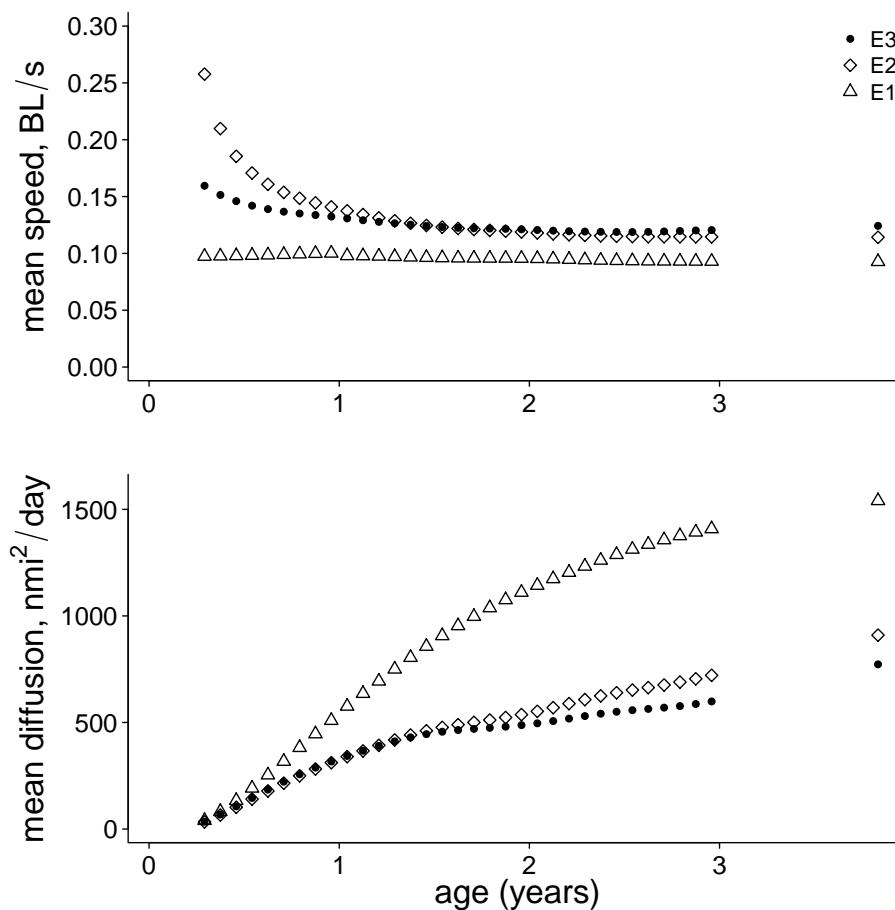 mean speed, BL/s
0.30
0.25
0.20
0.15
0.10
0.05
0.00
0 1 2 3
E3
E2
E1
mean diffusion, nmi²/day
1500
1000
500
0
0 1 2 3
age (years)